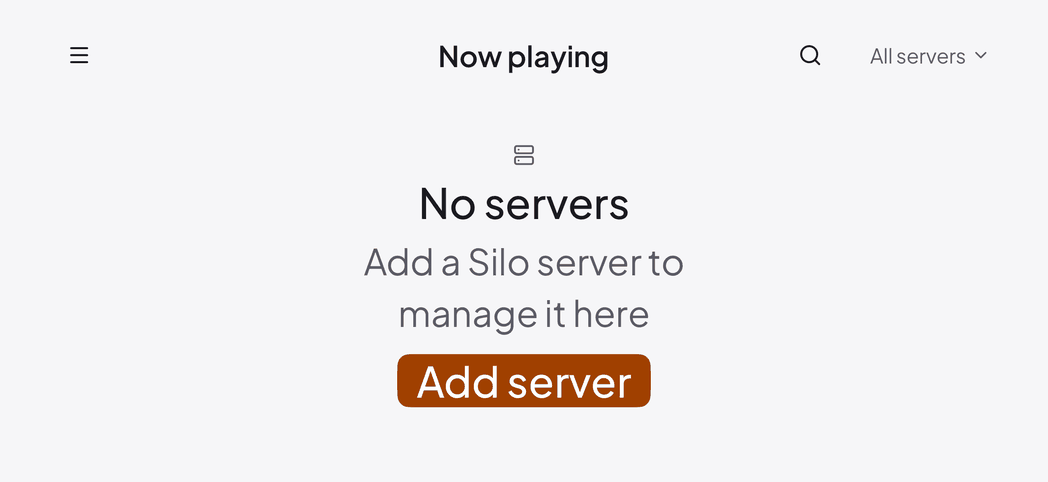 Now playing
All servers
No servers
Add a Silo server to
manage it here
Add server